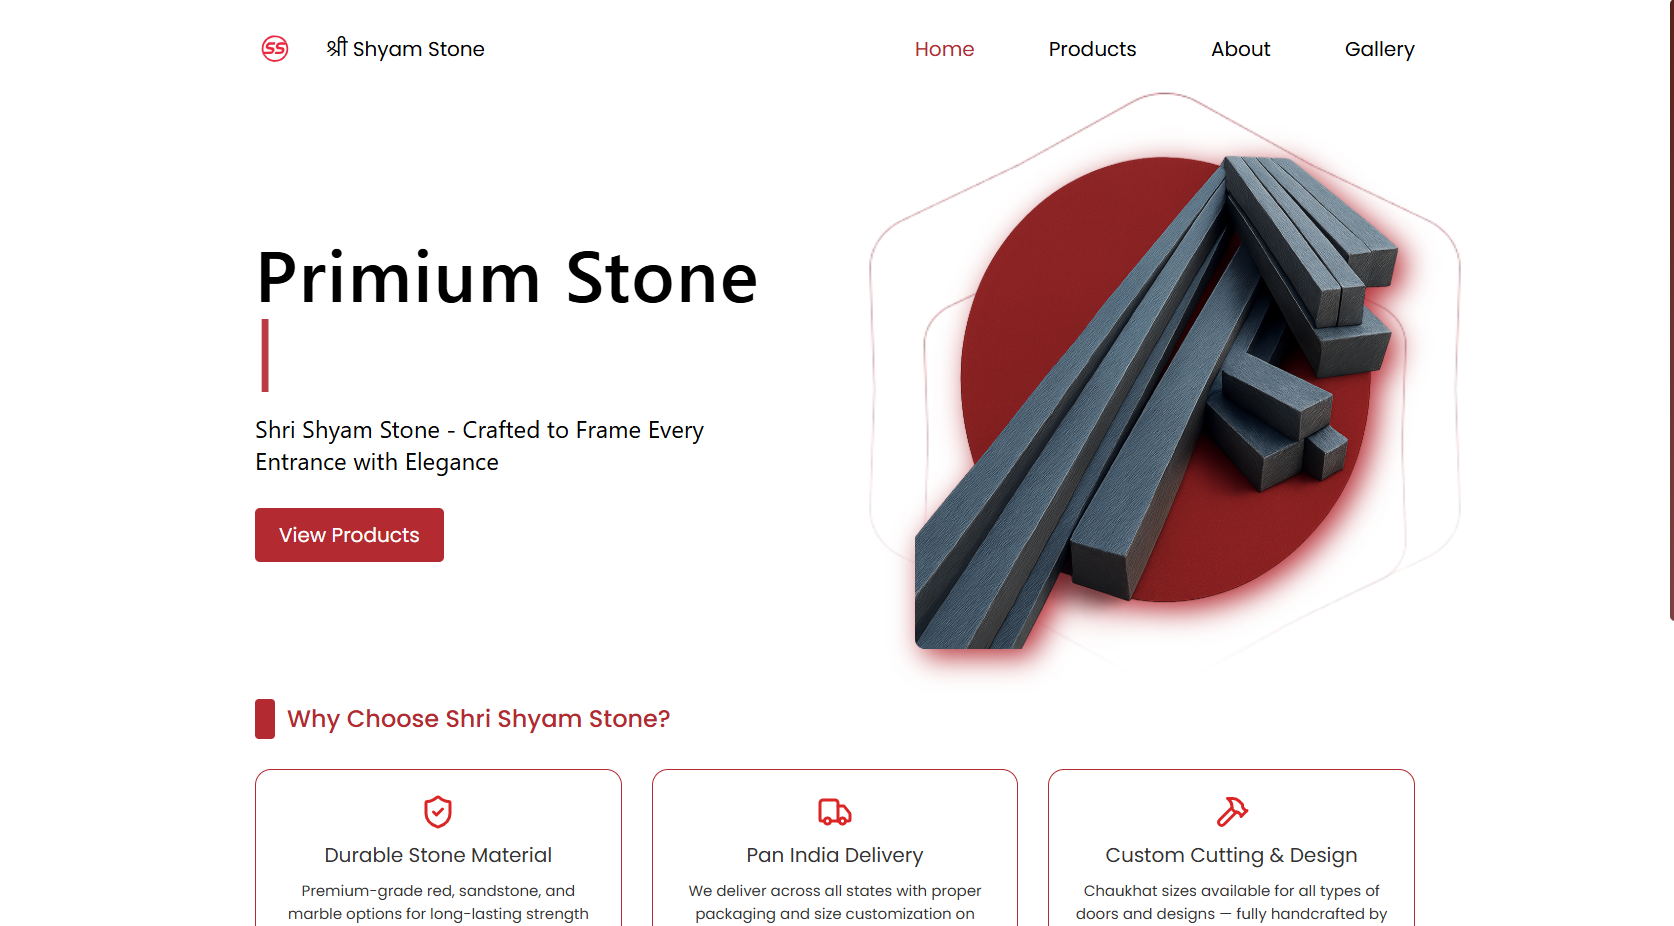 SS
श्री Shyam Stone
Home
Products
About
Gallery
Primium Stone
Shri Shyam Stone - Crafted to Frame Every
Entrance with Elegance
View Products
Why Choose Shri Shyam Stone?
Durable Stone Material
Premium-grade red, sandstone, and
marble options for long-lasting strength
Pan India Delivery
We deliver across all states with proper
packaging and size customization on
Custom Cutting & Design
Chaukhat sizes available for all types of
doors and designs — fully handcrafted by